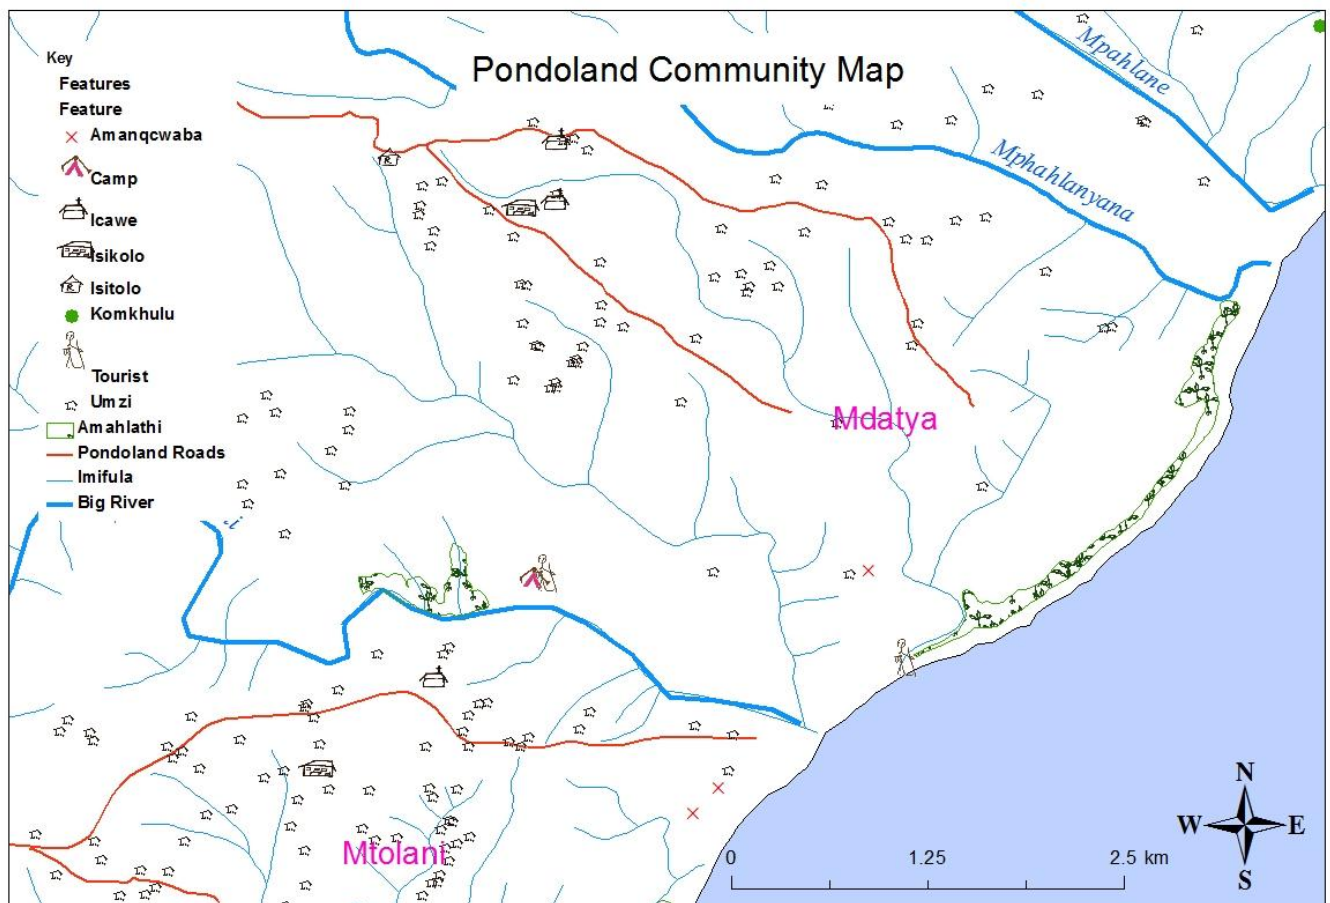 Pondoland Community Map
Key
Features
Feature
Amanqcwaba
Camp
Icawe
Isikolo
Isitolo
Komkhulu
Tourist
Umzi
Amahlathi
Pondoland Roads
Imifula
Big River
Mpahlane
Mphahlanyana
Mdatya
Mtolani
N
W E
S
0 1.25 2.5 km